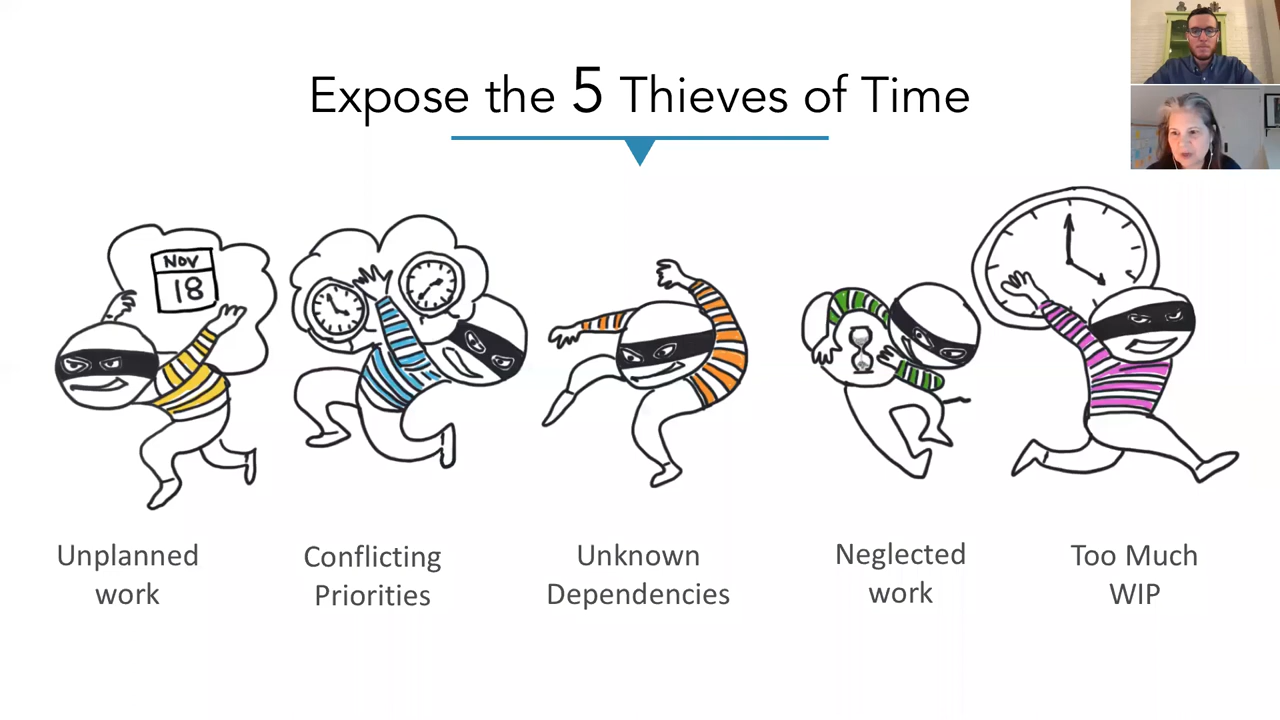 Expose the 5 Thieves of Time
NOV
18
Unplanned
work
Conflicting
Priorities
Unknown
Dependencies
Neglected
work
Too Much
WIP